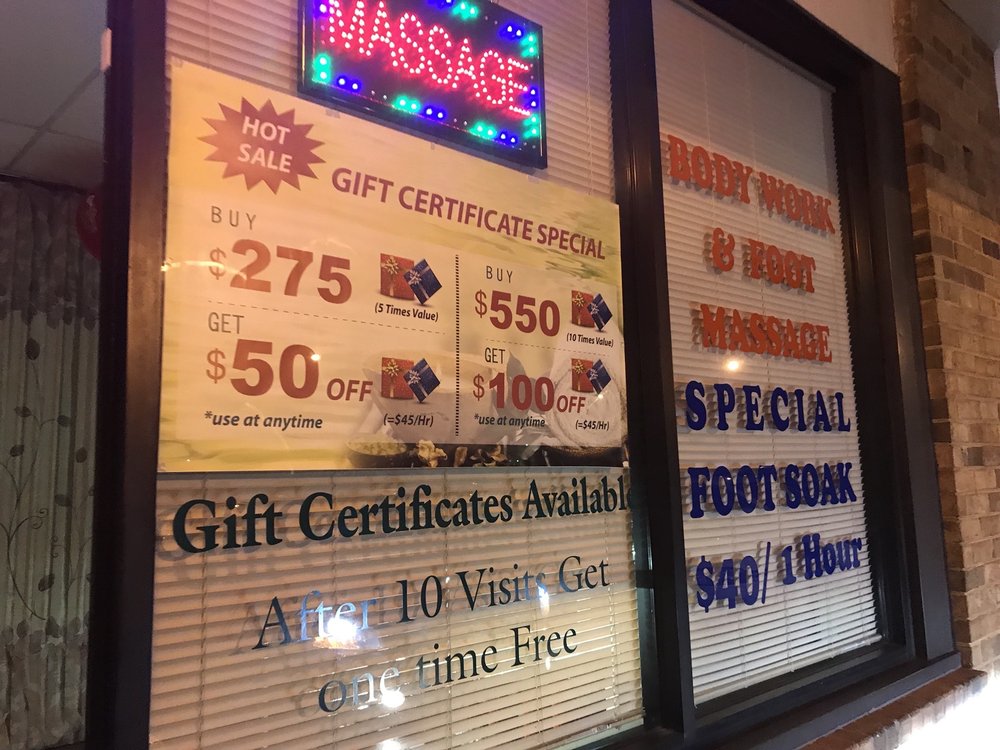 MASSAGE
HOT
SALE
GIFT CERTIFICATE SPECIAL
BUY
$275
(5 Times Value)
GET
$50 OFF
*use at anytime
(=$45/Hr)
BUY
$550
(10 Times Value)
GET
$100 OFF
*use at anytime
(=$45/Hr)
Gift Certificates Available
After 10 Visits Get
one time Free
BODY WORK
& FOOT
MASSAGE
SPECIAL
FOOT SOAK
$40/1 Hour